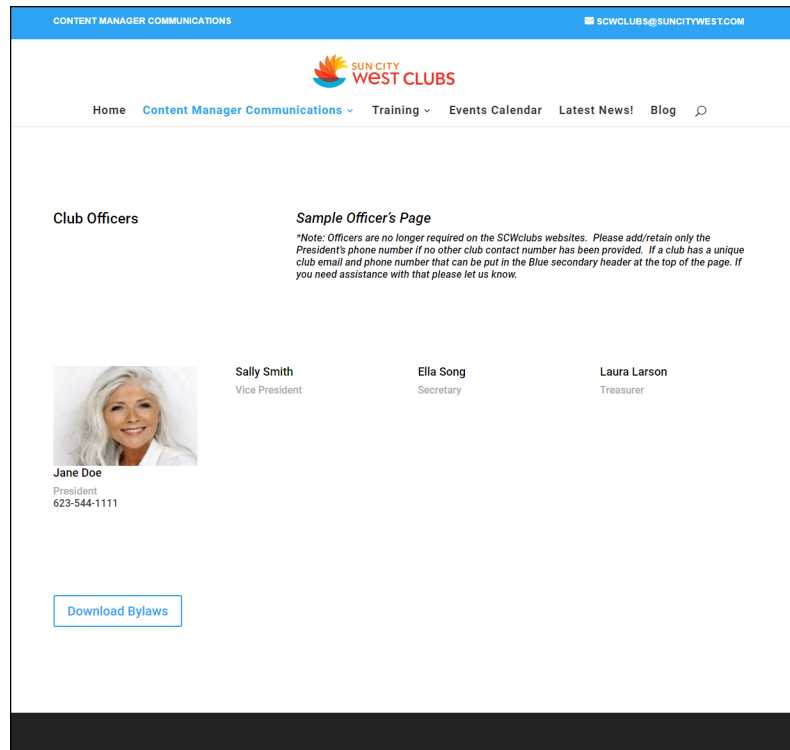 CONTENT MANAGER COMMUNICATIONS
SCWCLUBS@SUNCITYWEST.COM
SUN CITY
WEST CLUBS
Home Content Manager Communications Training Events Calendar Latest News! Blog
Club Officers
Sample Officer's Page
*Note: Officers are no longer required on the SCWclubs websites. Please add/retain only the
President's phone number if no other club contact number has been provided. If a club has a unique
club email and phone number that can be put in the Blue secondary header at the top of the page. If
you need assistance with that please let us know.
Jane Doe
President
623-544-1111
Sally Smith
Vice President
Ella Song
Secretary
Laura Larson
Treasurer
Download Bylaws